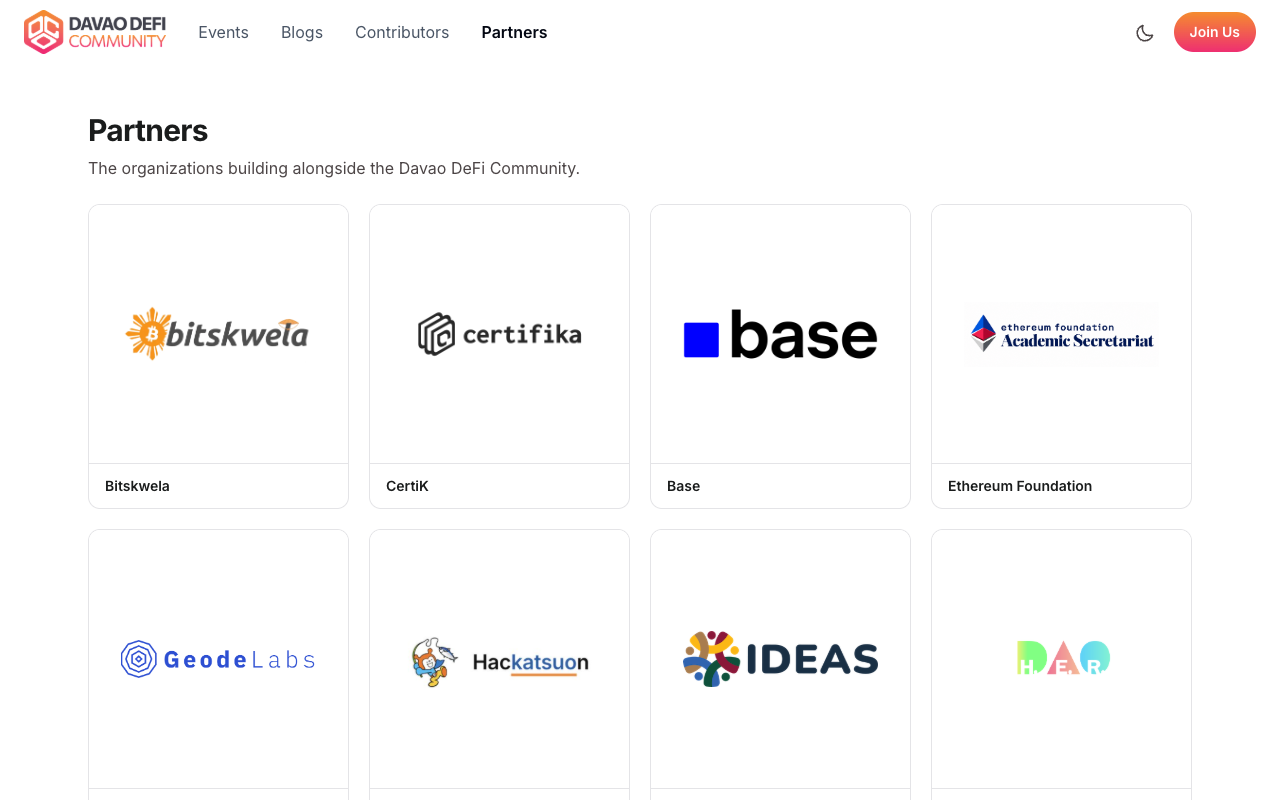 DAVAO DEFI
COMMUNITY
Events
Blogs
Contributors
Partners
Join Us
Partners
The organizations building alongside the Davao DeFi Community.
bitskwela
certifika
base
ethereum foundation
Academic Secretariat
Bitskwela
CertiK
Base
Ethereum Foundation
GeodeLabs
Hackatsuon
IDEAS
DAO
H.E.R.